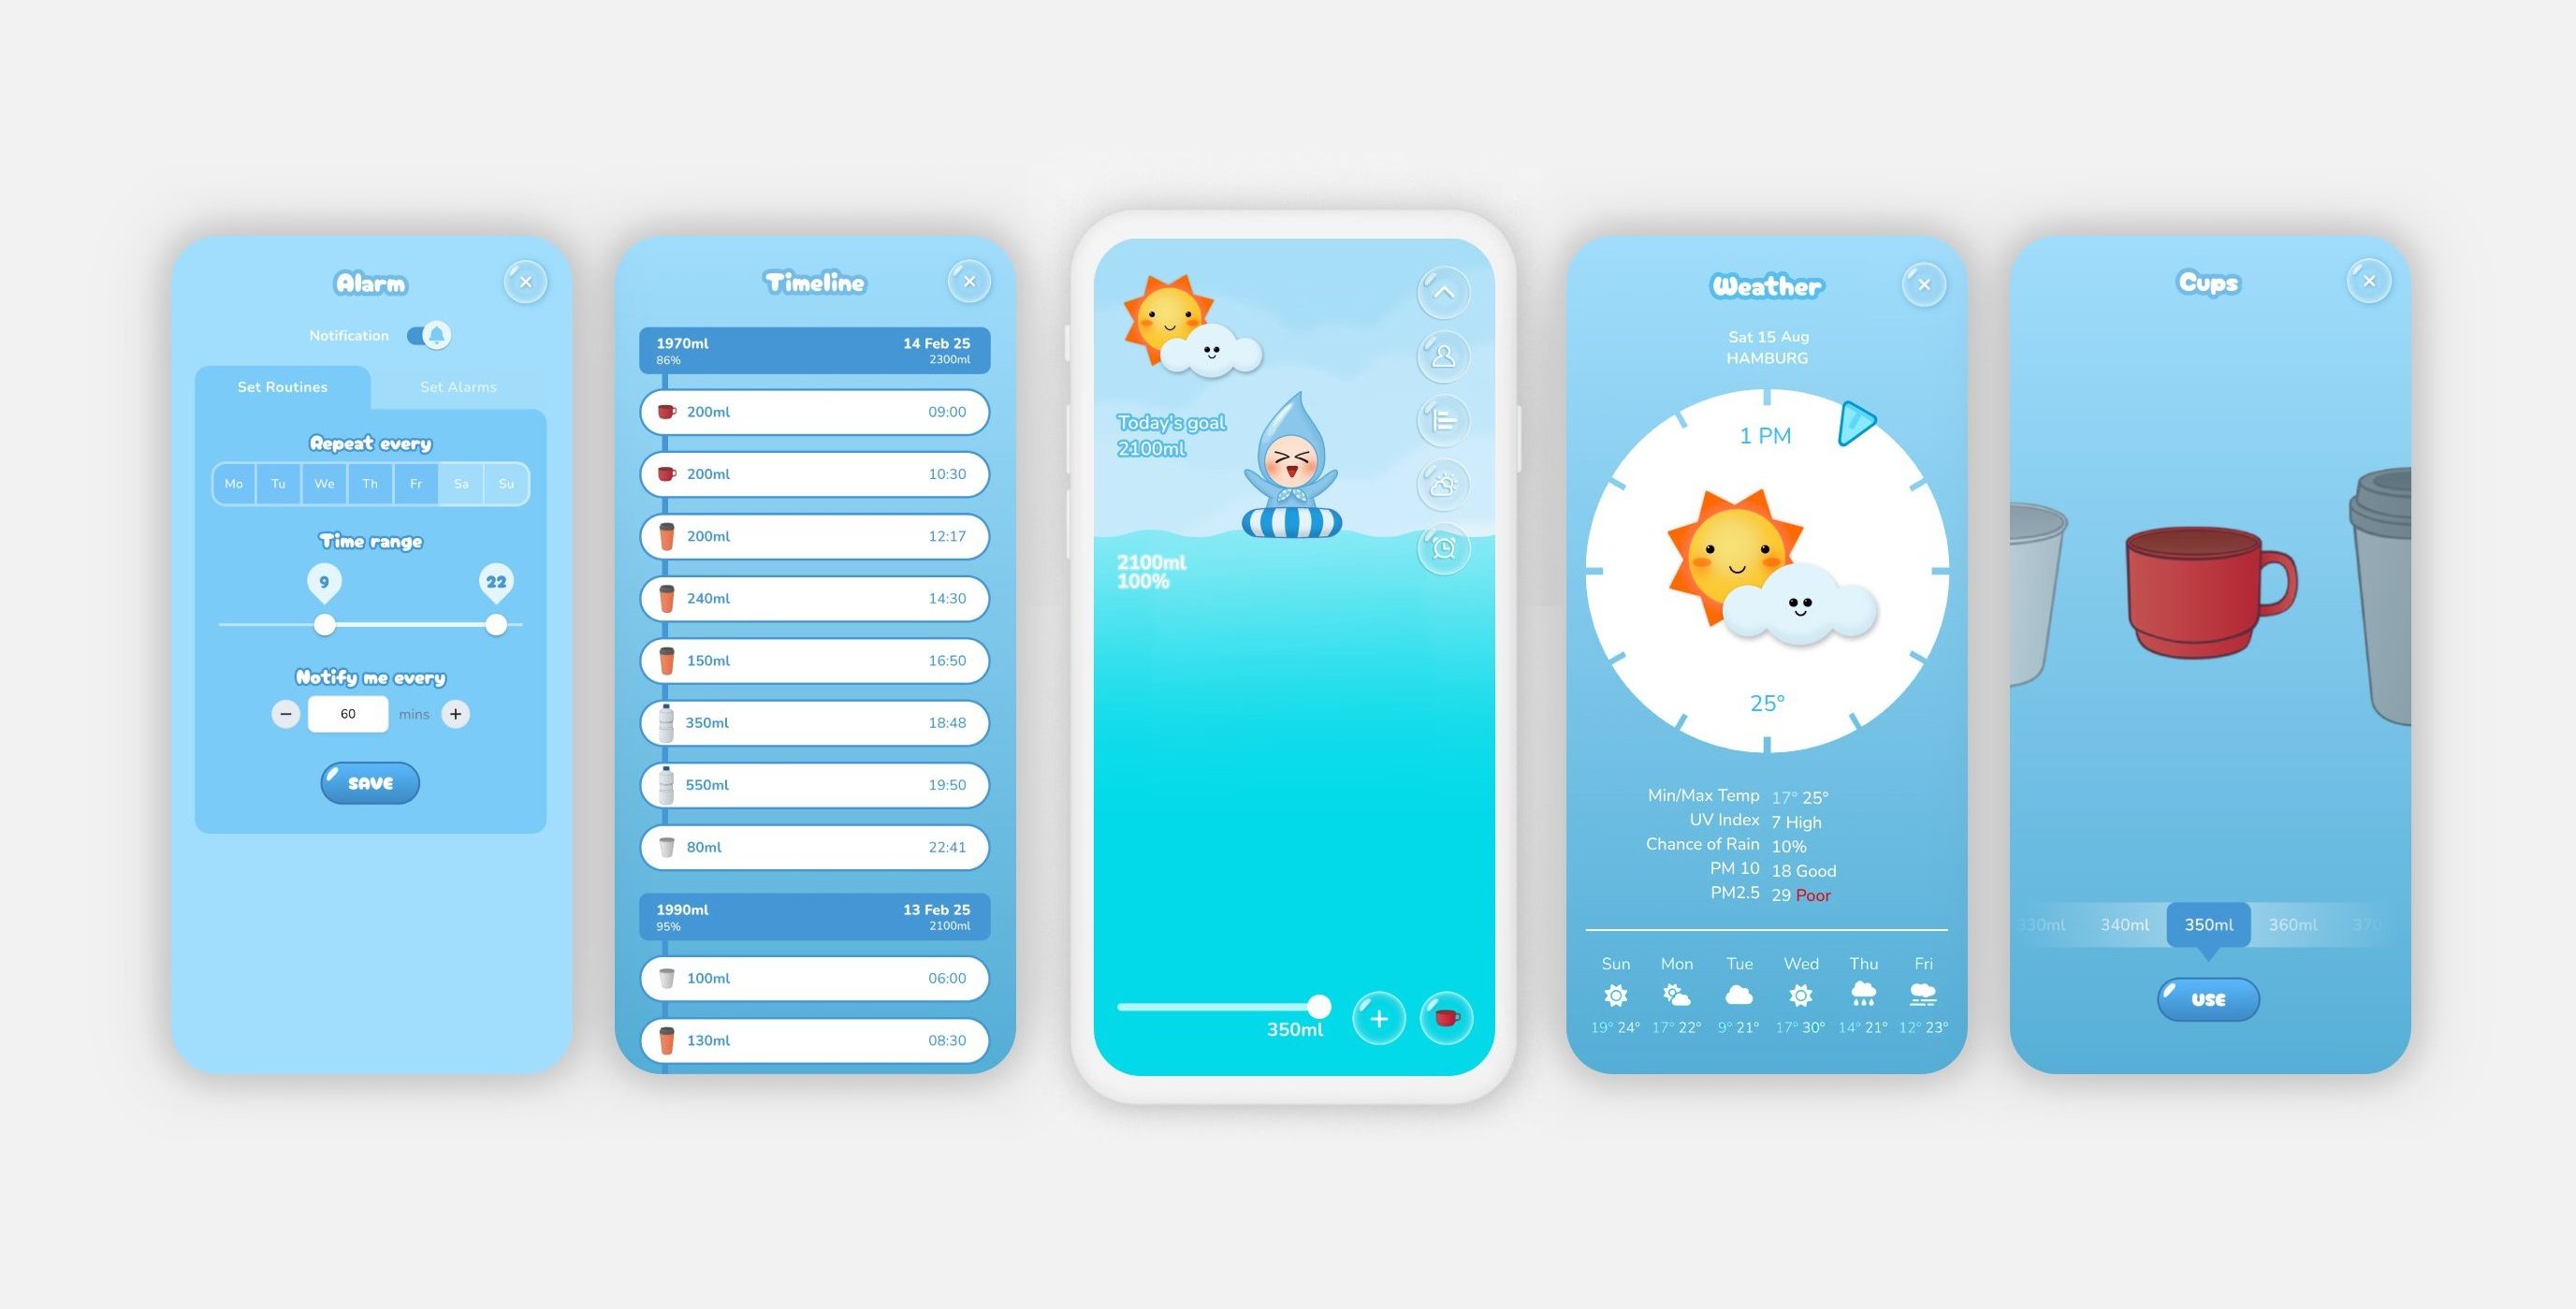 Alarm
Notification
Set Routines
Set Alarms
Repeat every
Mo Tu We Th Fr Sa Su
Time range
9 22
Notify me every
60 mins
SAVE
Timeline
1970ml 14 Feb 25
86% 2300ml
200ml 09:00
200ml 10:30
200ml 12:17
240ml 14:30
150ml 16:50
350ml 18:48
550ml 19:50
80ml 22:41
1990ml 13 Feb 25
95% 2100ml
100ml 06:00
130ml 08:30
Today's goal
2100ml
2100ml
100%
350ml
Weather
Sat 15 Aug
HAMBURG
1 PM
25°
Min/Max Temp 17° 25°
UV Index 7 High
Chance of Rain 10%
PM 10 18 Good
PM2.5 29 Poor
Sun Mon Tue Wed Thu Fri
19° 24° 17° 22° 9° 21° 17° 30° 14° 21° 12° 23°
Cups
330ml 340ml 350ml 360ml 370
USE